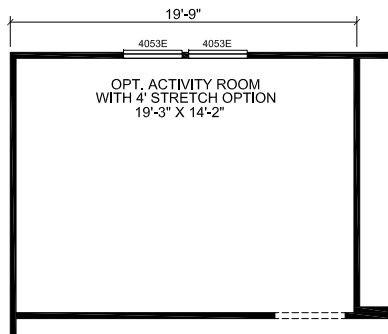 19'-9"
4053E 4053E
OPT. ACTIVITY ROOM
WITH 4' STRETCH OPTION
19'-3" X 14'-2"